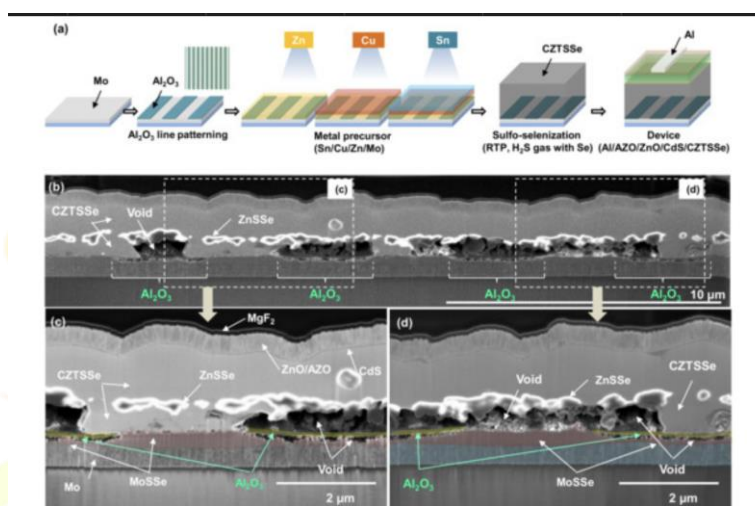 (a)
Zn
Cu
Sn
Al
Mo
Al₂O₃
CZTSSe
Al₂O₃ line patterning
Metal precursor
(Sn/Cu/Zn/Mo)
Sulfo-selenization
(RTP, H₂S gas with Se)
Device
(Al/AZO/ZnO/CdS/CZTSSe)
(b)
(c)
(d)
CZTSSe
Void
ZnSSe
Al₂O₃
Al₂O₃
Al₂O₃
Al₂O₃
10 µm
(c)
MgF₂
ZnO/AZO
CdS
CZTSSe
ZnSSe
Mo
MoSSe
Al₂O₃
Void
2 µm
(d)
Void
ZnSSe
CZTSSe
Al₂O₃
MoSSe
Void
2 µm